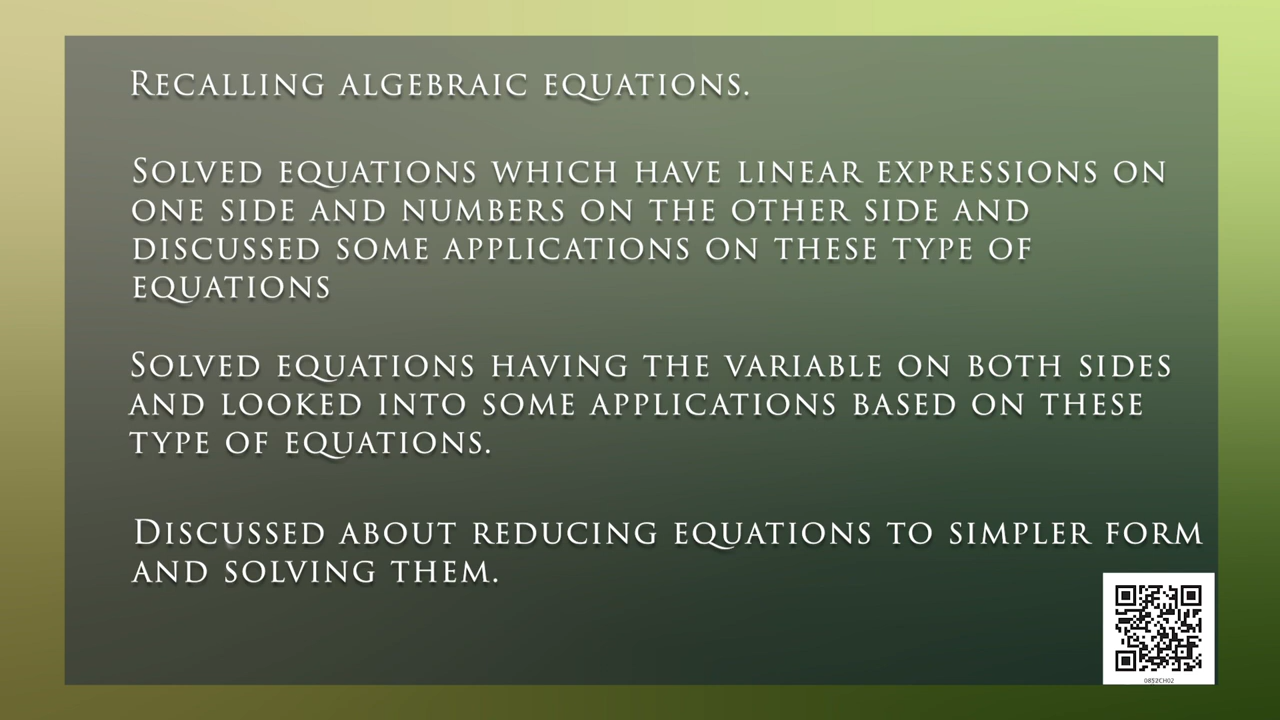 Recalling algebraic equations.
Solved equations which have linear expressions on
one side and numbers on the other side and
discussed some applications on these type of
equations
Solved equations having the variable on both sides
and looked into some applications based on these
type of equations.
Discussed about reducing equations to simpler form
and solving them.
0852CH02